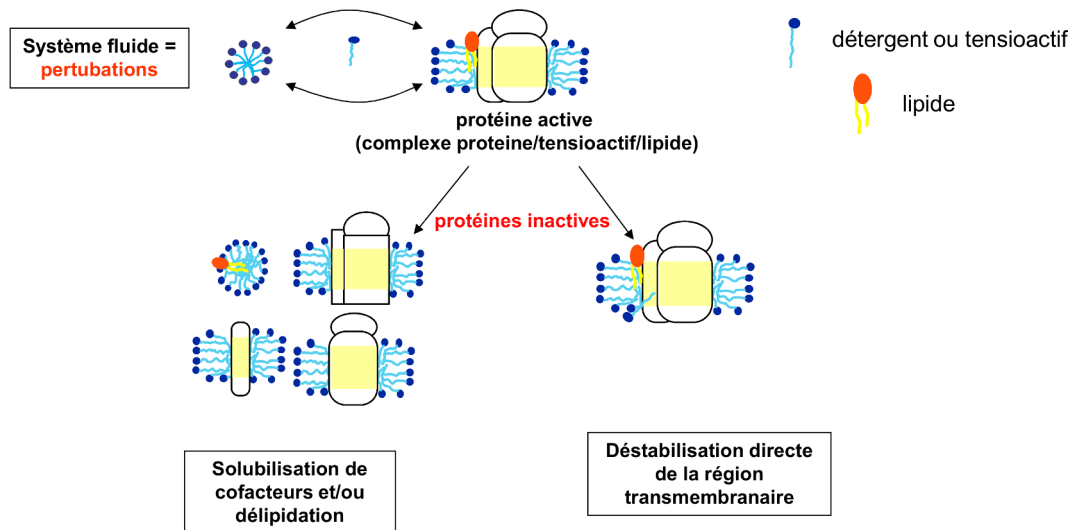 Système fluide =
pertubations
détergent ou tensioactif
lipide
protéine active
(complexe proteine/tensioactif/lipide)
protéines inactives
Solubilisation de
cofacteurs et/ou
délipidation
Déstabilisation directe
de la région
transmembranaire